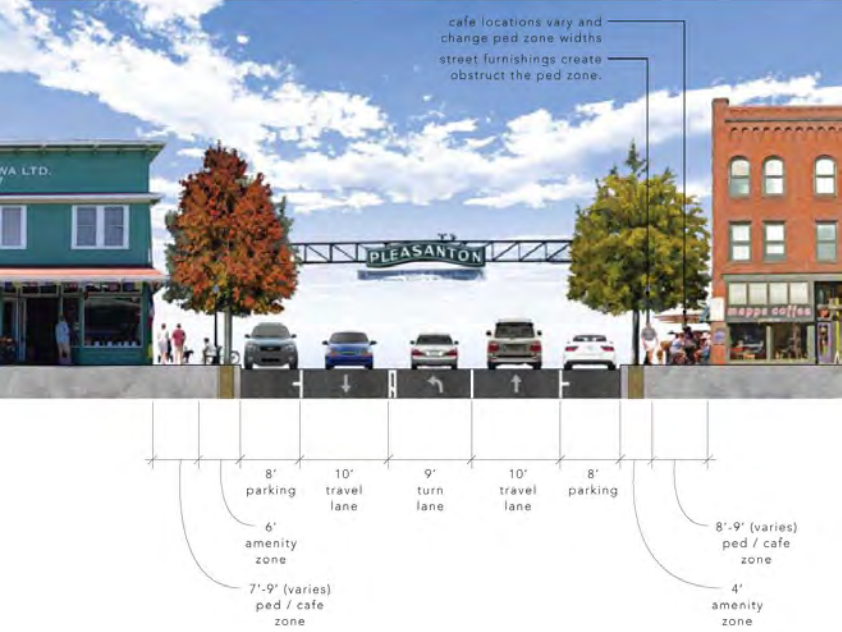 cafe locations vary and
change ped zone widths
street furnishings create
obstruct the ped zone.
WA LTD.
PLEASANTON
mapps coffee
8'
parking
10'
travel
lane
9'
turn
lane
10'
travel
lane
8'
parking
6'
amenity
zone
7'-9' (varies)
ped / cafe
zone
8'-9' (varies)
ped / cafe
zone
4'
amenity
zone